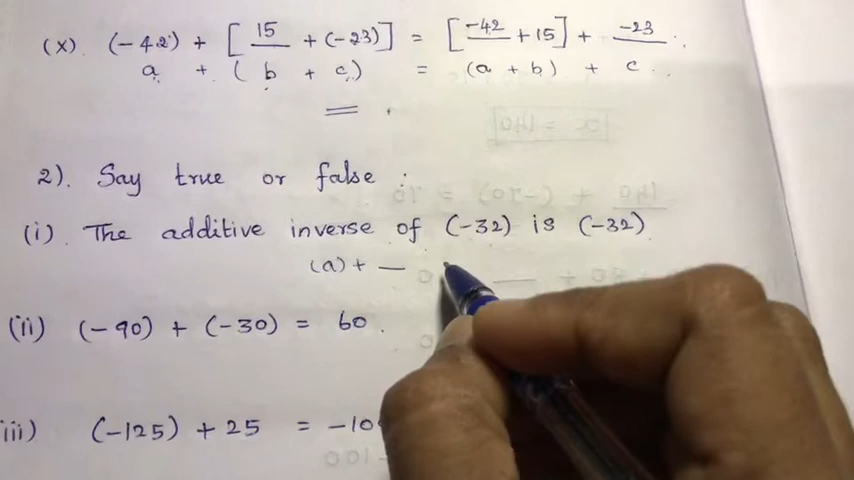 (x). (-42) + [ 15 + (-23)] = [ -42 + 15] + -23.
a + ( b + c ) = (a + b) + c
2). Say true or false :
(i). The additive inverse of (-32) is (-32)
(a) + —
(ii) (-90) + (-30) = 60.
iii) (-125) + 25 = -10